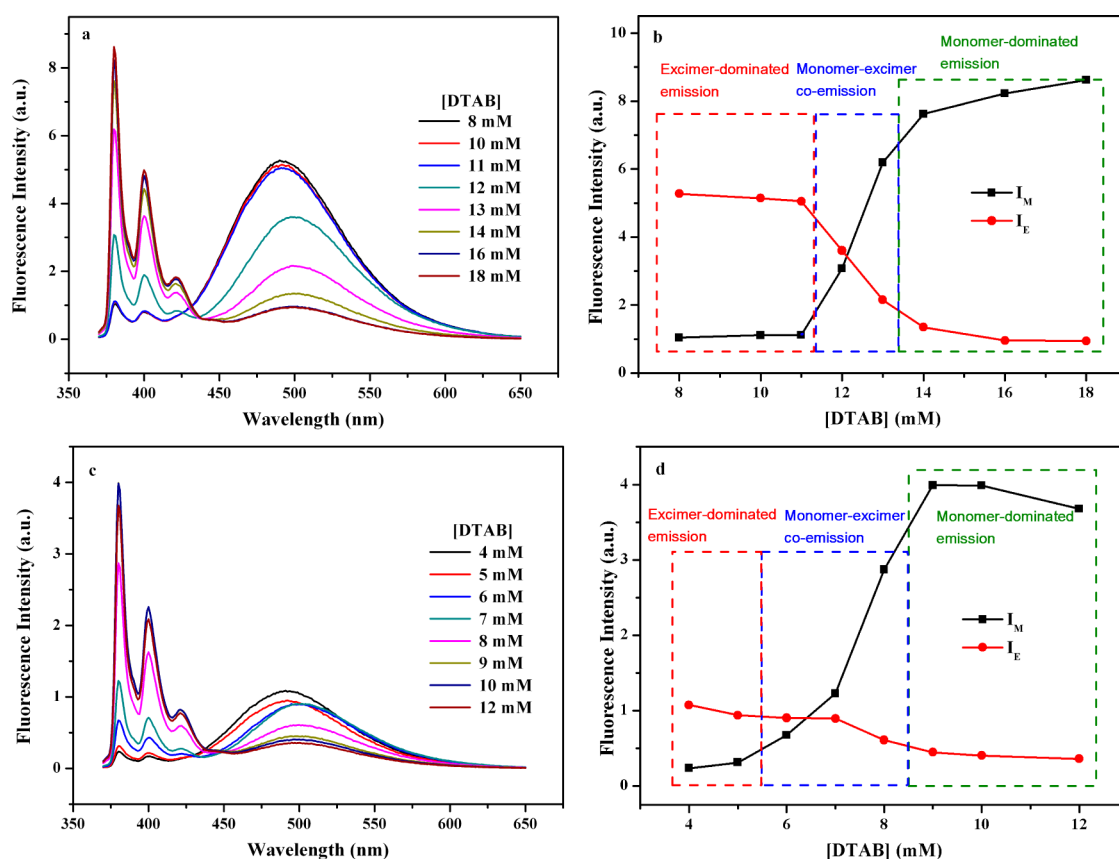 a
[DTAB]
8 mM
10 mM
11 mM
12 mM
13 mM
14 mM
16 mM
18 mM
8
6
4
2
0
Fluorescence Intensity (a.u.)
350 400 450 500 550 600 650
Wavelength (nm)
b
Monomer-dominated
emission
Excimer-dominated
emission
Monomer-excimer
co-emission
I_M
I_E
10
8
6
4
2
0
Fluorescence Intensity (a.u.)
8 10 12 14 16 18
[DTAB] (mM)
c
[DTAB]
4 mM
5 mM
6 mM
7 mM
8 mM
9 mM
10 mM
12 mM
4
3
2
1
0
Fluorescence Intensity (a.u.)
350 400 450 500 550 600 650
Wavelength (nm)
d
Excimer-dominated
emission
Monomer-excimer
co-emission
Monomer-dominated
emission
I_M
I_E
4
3
2
1
0
Fluorescence Intensity (a.u.)
4 6 8 10 12
[DTAB] (mM)